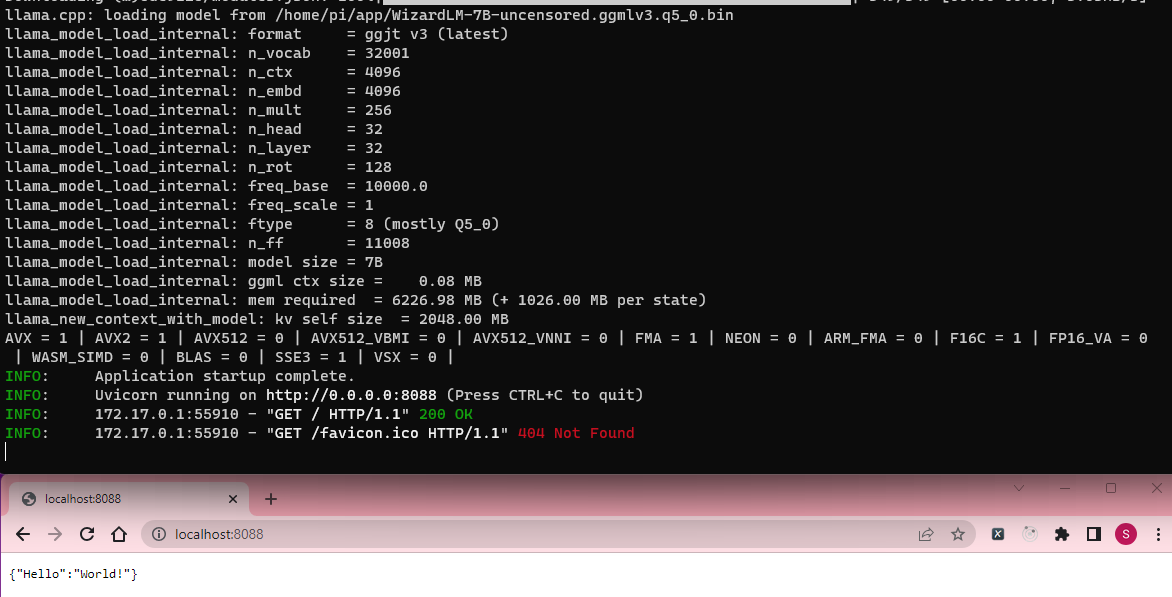 llama.cpp: loading model from /home/pi/app/WizardLM-7B-uncensored.ggmlv3.q5_0.bin
llama_model_load_internal: format     = ggjt v3 (latest)
llama_model_load_internal: n_vocab    = 32001
llama_model_load_internal: n_ctx      = 4096
llama_model_load_internal: n_embd     = 4096
llama_model_load_internal: n_mult     = 256
llama_model_load_internal: n_head     = 32
llama_model_load_internal: n_layer    = 32
llama_model_load_internal: n_rot      = 128
llama_model_load_internal: freq_base  = 10000.0
llama_model_load_internal: freq_scale = 1
llama_model_load_internal: ftype      = 8 (mostly Q5_0)
llama_model_load_internal: n_ff       = 11008
llama_model_load_internal: model size = 7B
llama_model_load_internal: ggml ctx size =    0.08 MB
llama_model_load_internal: mem required  = 6226.98 MB (+ 1026.00 MB per state)
llama_new_context_with_model: kv self size  = 2048.00 MB
AVX = 1 | AVX2 = 1 | AVX512 = 0 | AVX512_VBMI = 0 | AVX512_VNNI = 0 | FMA = 1 | NEON = 0 | ARM_FMA = 0 | F16C = 1 | FP16_VA = 0
 | WASM_SIMD = 0 | BLAS = 0 | SSE3 = 1 | VSX = 0 |
INFO:     Application startup complete.
INFO:     Uvicorn running on http://0.0.0.0:8088 (Press CTRL+C to quit)
INFO:     172.17.0.1:55910 - "GET / HTTP/1.1" 200 OK
INFO:     172.17.0.1:55910 - "GET /favicon.ico HTTP/1.1" 404 Not Found
localhost:8088
localhost:8088
S
{"Hello":"World!"}